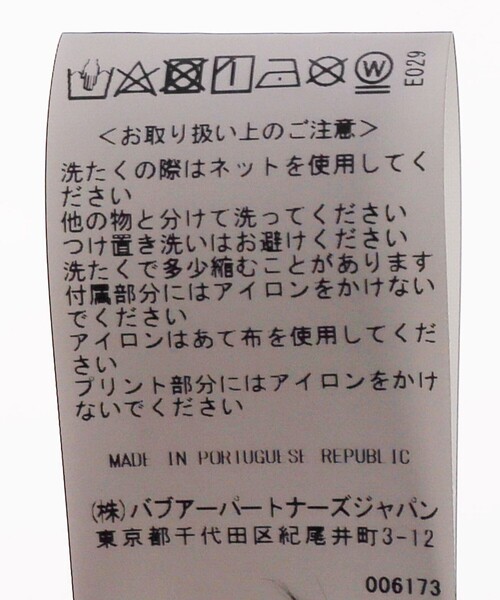 W
E029
<お取り扱い上のご注意>
洗たくの際はネットを使用してく
ださい
他の物と分けて洗ってください
つけ置き洗いはお避けください
洗たくで多少縮むことがあります
付属部分にはアイロンをかけない
でください
アイロンはあて布を使用してくだ
さい
プリント部分にはアイロンをかけ
ないでください
MADE IN PORTUGUESE REPUBLIC
(株)バブアーパートナーズジャパン
東京都千代田区紀尾井町3-12
006173